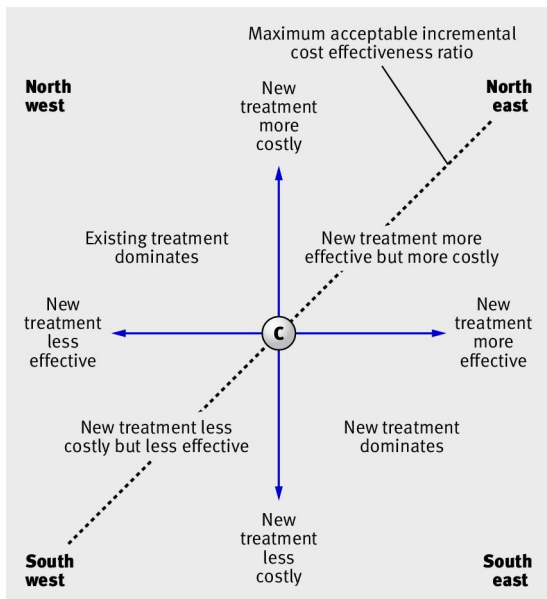 Maximum acceptable incremental
cost effectiveness ratio
North
west
New
treatment
more
costly
North
east
Existing treatment
dominates
New treatment more
effective but more costly
New
treatment
less
effective
C
New
treatment
more
effective
New treatment less
costly but less effective
New treatment
dominates
South
west
New
treatment
less
costly
South
east